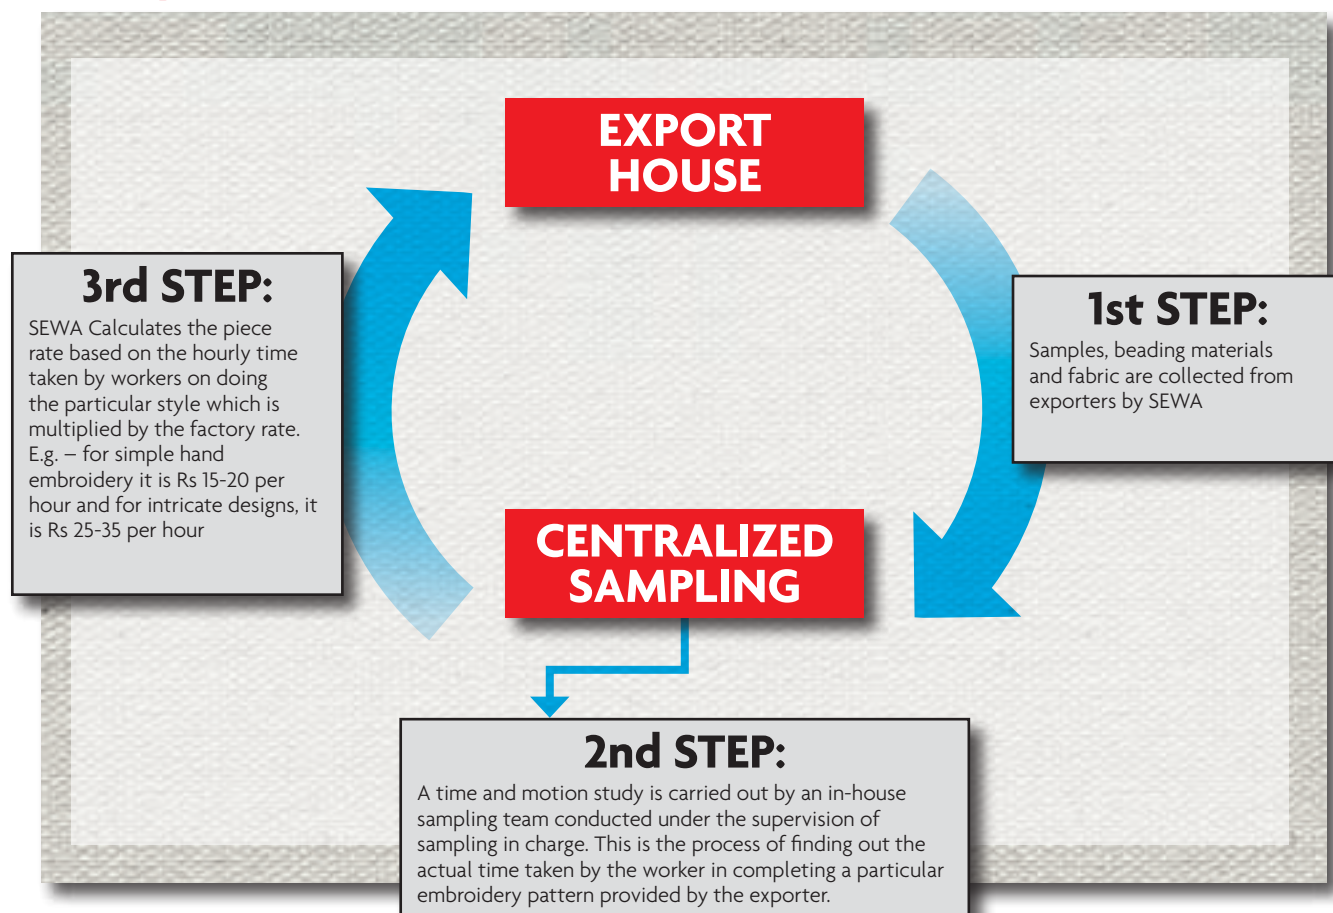 EXPORT
HOUSE
1st STEP:
Samples, beading materials
and fabric are collected from
exporters by SEWA
CENTRALIZED
SAMPLING
2nd STEP:
A time and motion study is carried out by an in-house
sampling team conducted under the supervision of
sampling in charge. This is the process of finding out the
actual time taken by the worker in completing a particular
embroidery pattern provided by the exporter.
3rd STEP:
SEWA Calculates the piece
rate based on the hourly time
taken by workers on doing
the particular style which is
multiplied by the factory rate.
E.g. – for simple hand
embroidery it is Rs 15-20 per
hour and for intricate designs, it
is Rs 25-35 per hour